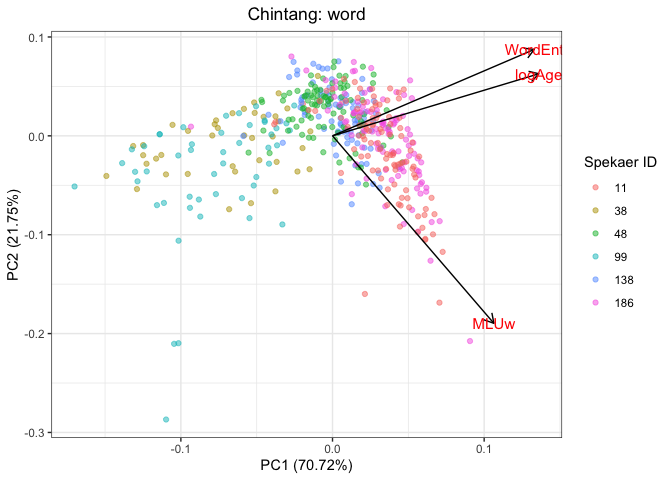 Chintang: word
0.1
0.0
-0.1
-0.2
-0.3
PC2 (21.75%)
WordEnt
logAge
MLUw
-0.1
0.0
0.1
PC1 (70.72%)
Spekaer ID
11
38
48
99
138
186